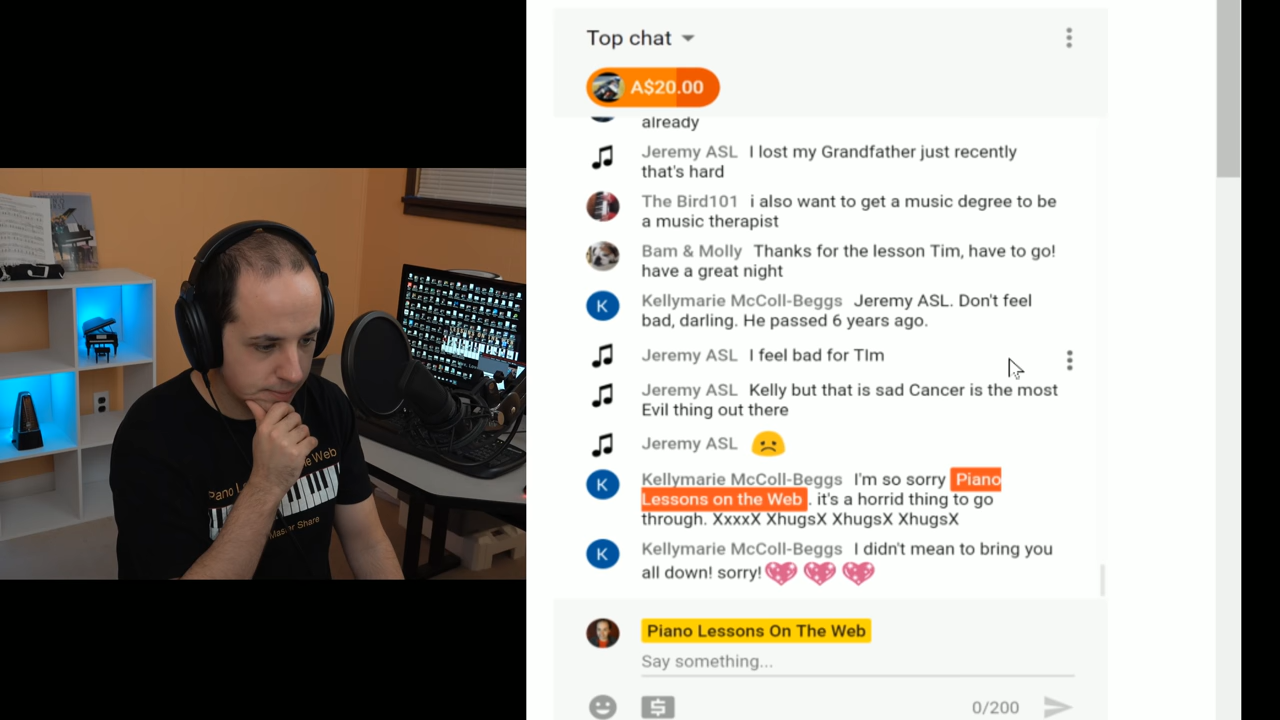 Top chat
A$20.00
already
Jeremy ASL I lost my Grandfather just recently
that's hard
The Bird101 i also want to get a music degree to be
a music therapist
Bam & Molly Thanks for the lesson Tim, have to go!
have a great night
K
Kellymarie McColl-Beggs Jeremy ASL. Don't feel
bad, darling. He passed 6 years ago.
Jeremy ASL I feel bad for TIm
Jeremy ASL Kelly but that is sad Cancer is the most
Evil thing out there
Jeremy ASL
K
Kellymarie McColl-Beggs I'm so sorry Piano
Lessons on the Web . it's a horrid thing to go
through. XxxxX XhugsX XhugsX XhugsX
K
Kellymarie McColl-Beggs I didn't mean to bring you
all down! sorry!
Piano Lessons On The Web
Say something...
0/200
Piano
he Web
Share